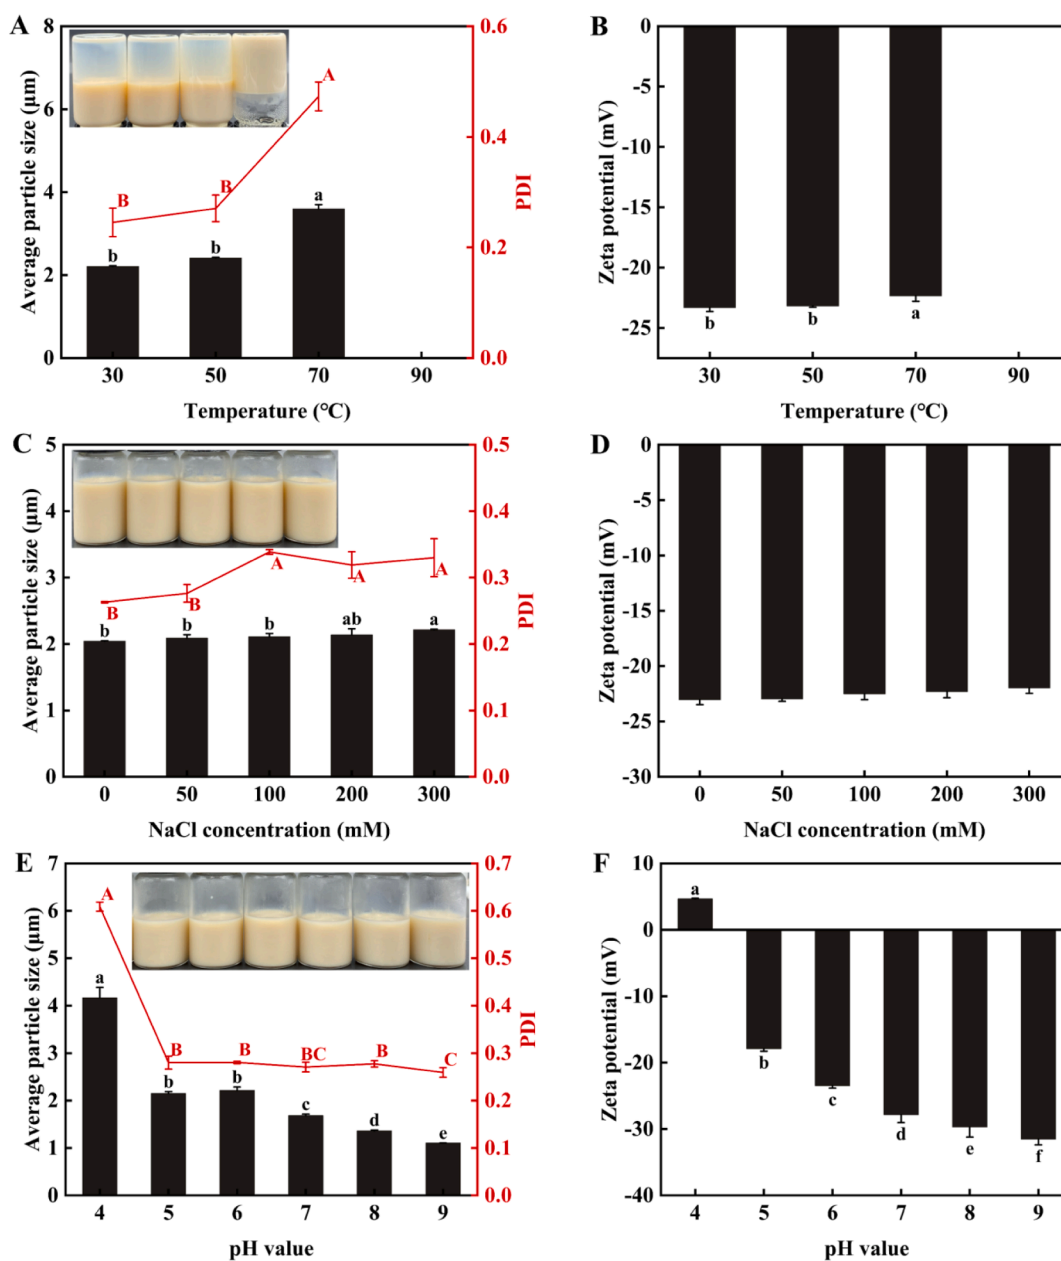 A
B
8
6
4
2
0
Average particle size (μm)
0.6
0.4
0.2
0.0
PDI
B
B
A
b
b
a
30
50
70
90
Temperature (℃)
0
-5
-10
-15
-20
-25
Zeta potential (mV)
b
b
a
30
50
70
90
Temperature (℃)
C
D
5
4
3
2
1
0
Average particle size (μm)
0.5
0.4
0.3
0.2
0.1
0.0
PDI
B
B
A
A
A
b
b
b
ab
a
0
50
100
200
300
NaCl concentration (mM)
0
-5
-10
-15
-20
-25
-30
Zeta potential (mV)
0
50
100
200
300
NaCl concentration (mM)
E
F
7
6
5
4
3
2
1
0
Average particle size (μm)
0.7
0.6
0.5
0.4
0.3
0.2
0.1
0.0
PDI
A
B
B
BC
B
C
a
b
b
c
d
e
4
5
6
7
8
9
pH value
10
0
-10
-20
-30
-40
Zeta potential (mV)
a
b
c
d
e
f
4
5
6
7
8
9
pH value